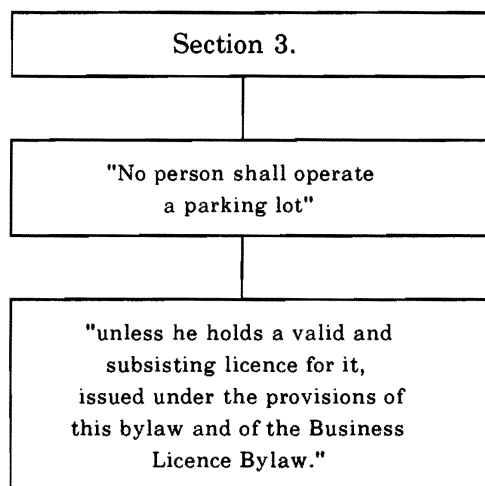 Section 3.
"No person shall operate
a parking lot"
"unless he holds a valid and
subsisting licence for it,
issued under the provisions of
this bylaw and of the Business
Licence Bylaw."